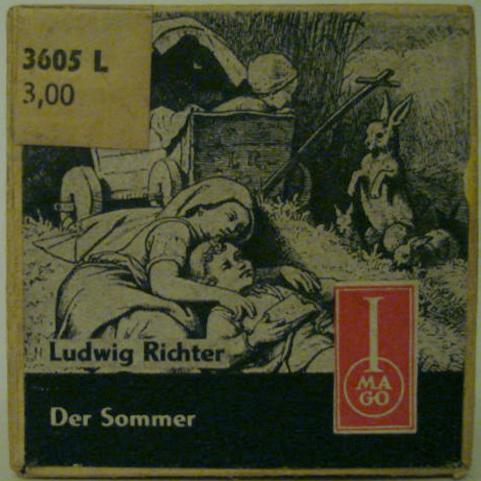 3605 L
3,00
L R
Ludwig Richter
Der Sommer
I
MA
GO